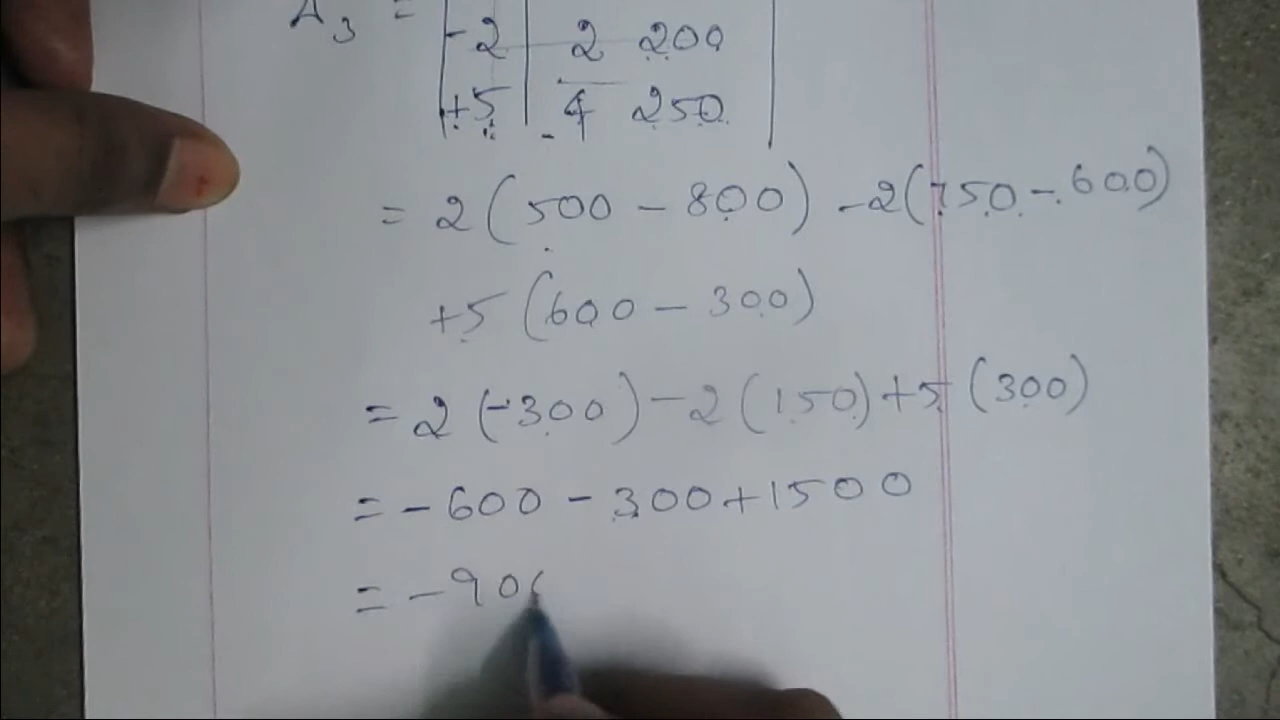 A3 =
-2 2 200
+5 4 250
= 2(500 - 800) -2(750 - 600)
+5(600 - 300)
= 2(-300) - 2(150) + 5(300)
= -600 - 300 + 1500
= -900